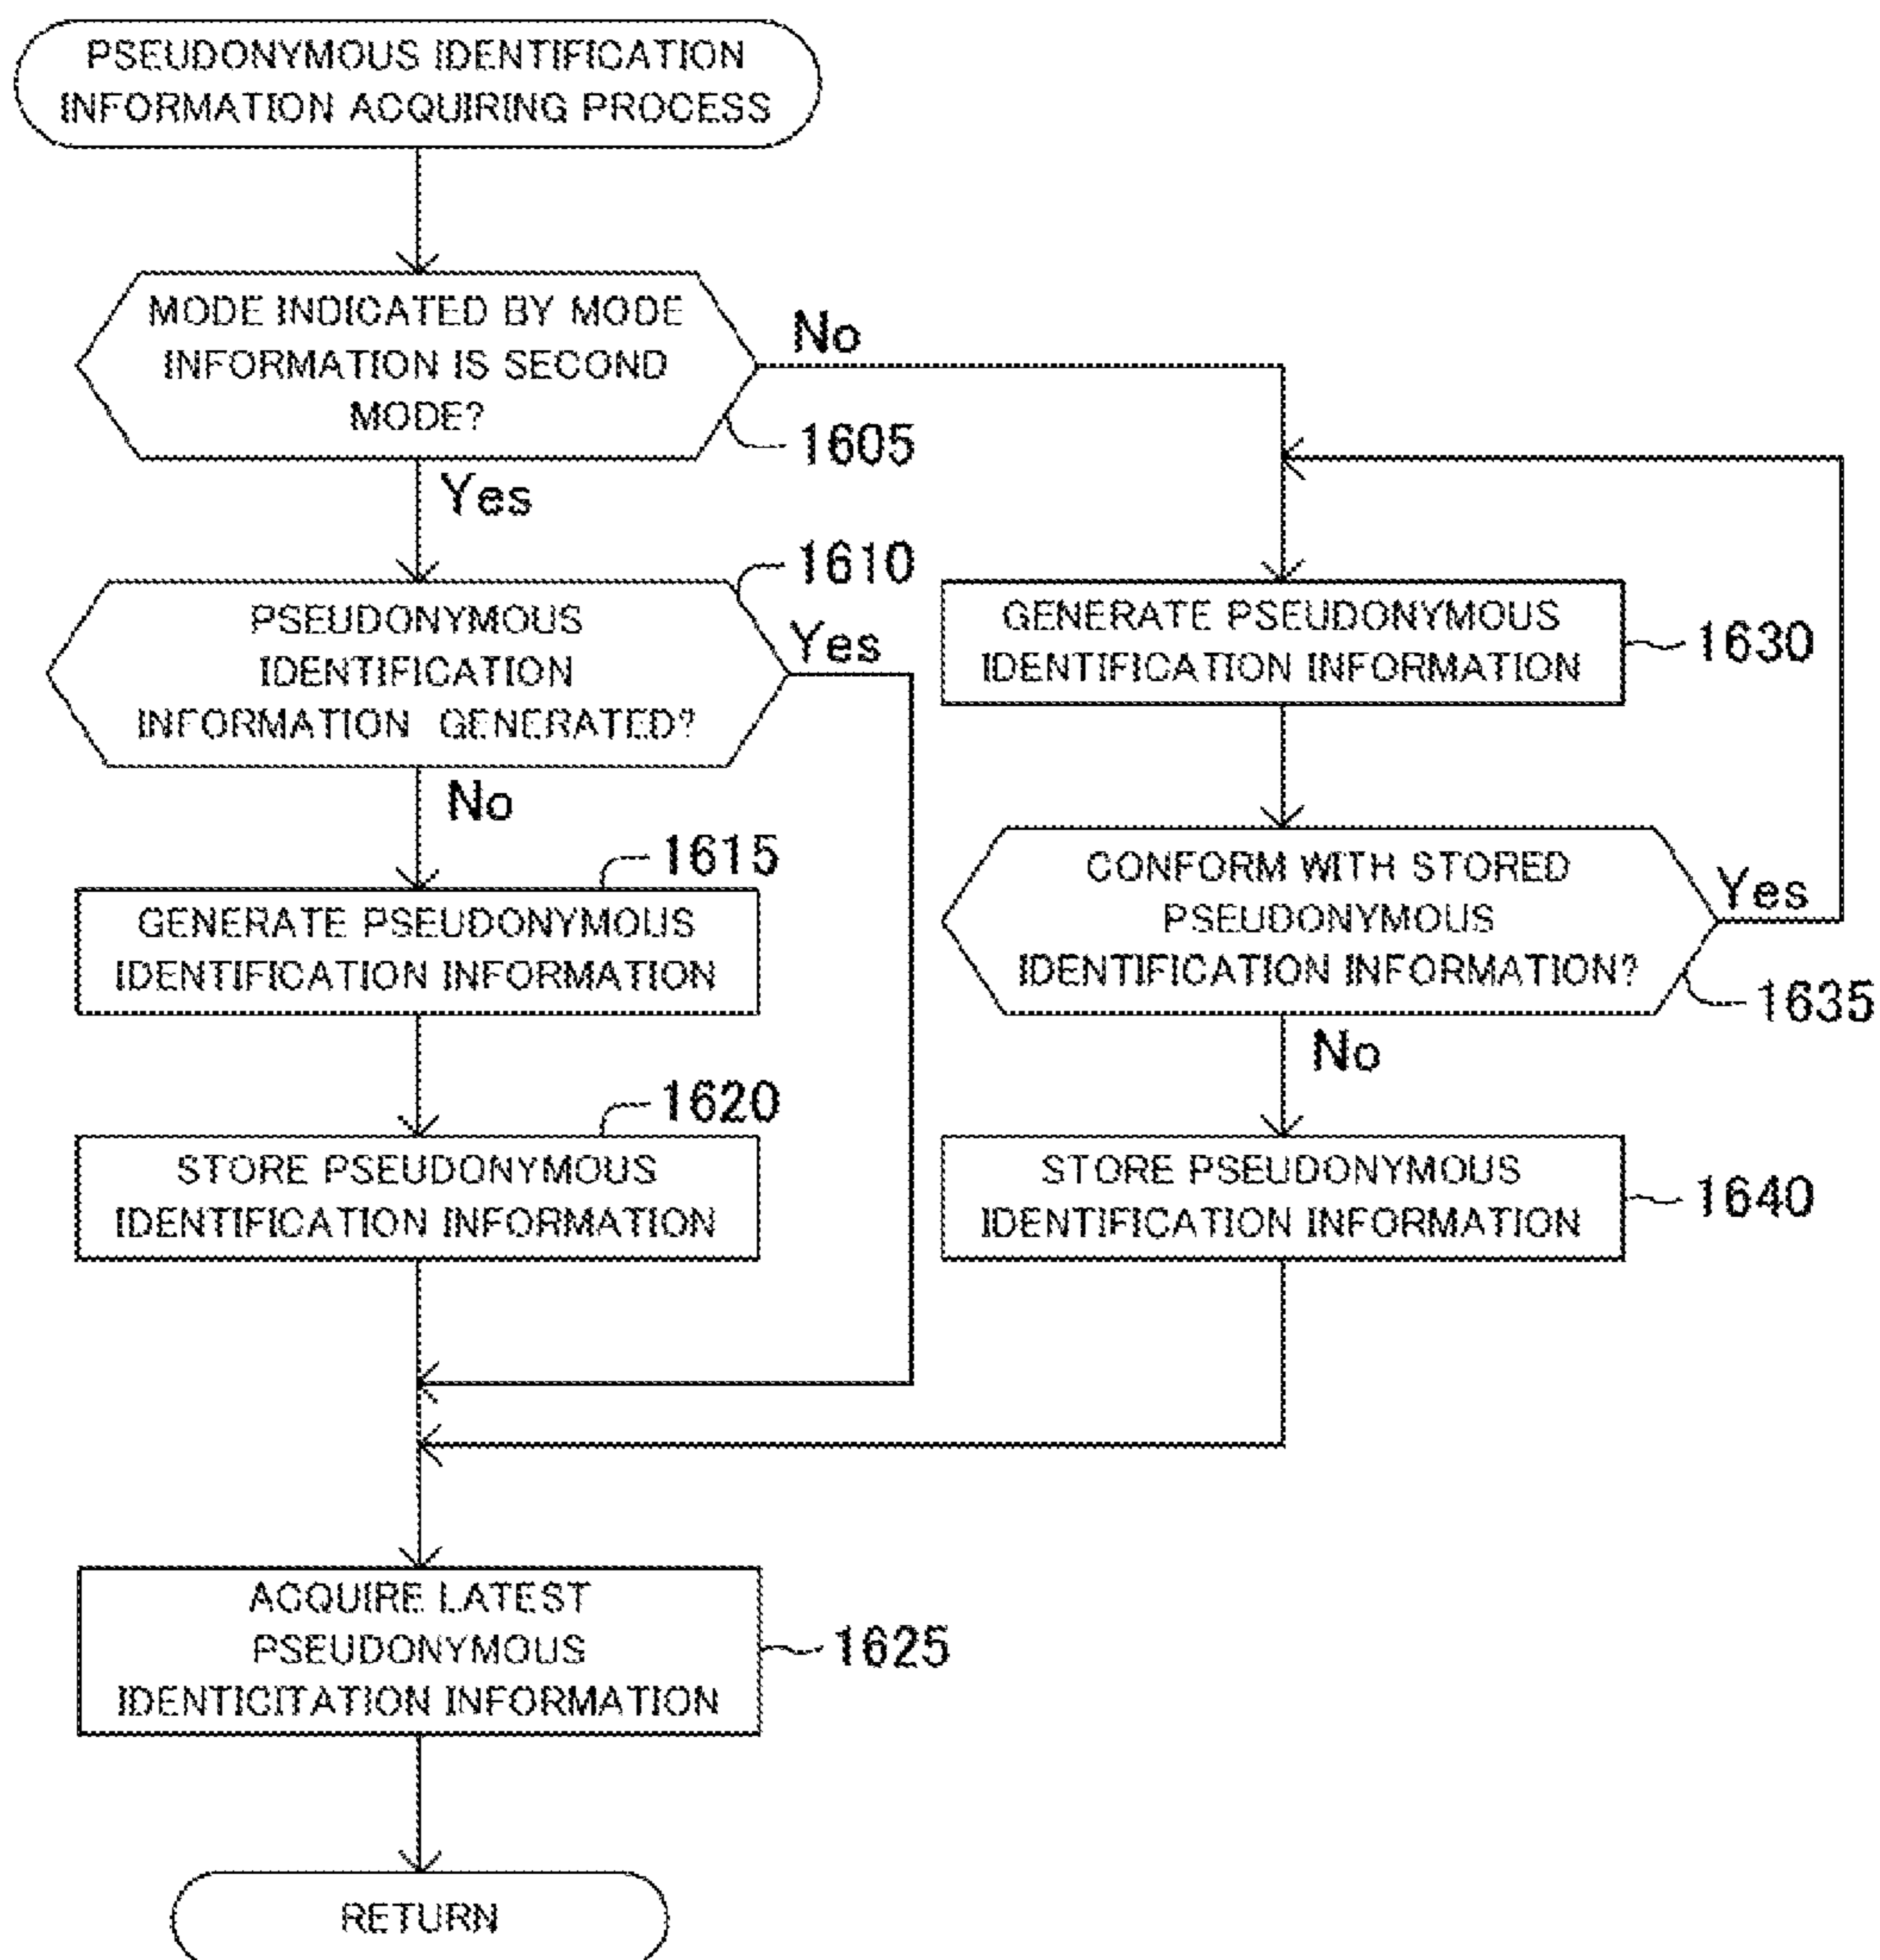 PSEUDONYMOUS IDENTIFICATION
INFORMATION ACQUIRING PROCESS
MODE INDICATED BY MODE
INFORMATION IS SECOND
MODE?
No
1605
Yes
1610
PSEUDONYMOUS
IDENTIFICATION
INFORMATION GENERATED?
Yes
No
1615
GENERATE PSEUDONYMOUS
IDENTIFICATION INFORMATION
1620
STORE PSEUDONYMOUS
IDENTIFICATION INFORMATION
GENERATE PSEUDONYMOUS
IDENTIFICATION INFORMATION
1630
CONFORM WITH STORED
PSEUDONYMOUS
IDENTIFICATION INFORMATION?
Yes
1635
No
STORE PSEUDONYMOUS
IDENTIFICATION INFORMATION
1640
ACQUIRE LATEST
PSEUDONYMOUS
IDENTICITATION INFORMATION
1625
RETURN